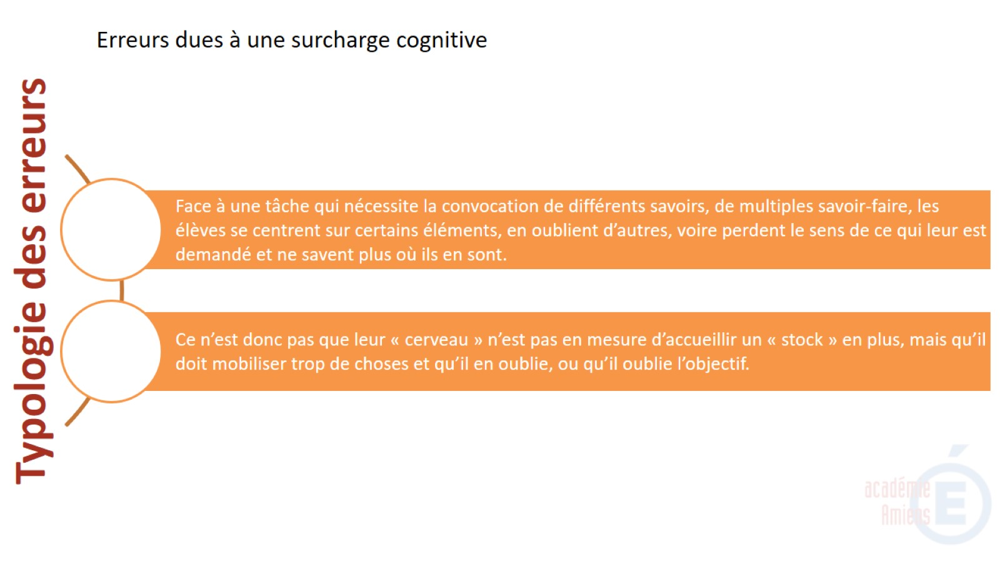 Erreurs dues à une surcharge cognitive
Typologie des erreurs
Face à une tâche qui nécessite la convocation de différents savoirs, de multiples savoir-faire, les
élèves se centrent sur certains éléments, en oublient d’autres, voire perdent le sens de ce qui leur est
demandé et ne savent plus où ils en sont.
Ce n’est donc pas que leur « cerveau » n’est pas en mesure d’accueillir un « stock » en plus, mais qu’il
doit mobiliser trop de choses et qu’il en oublie, ou qu’il oublie l’objectif.
académie
Amiens
É